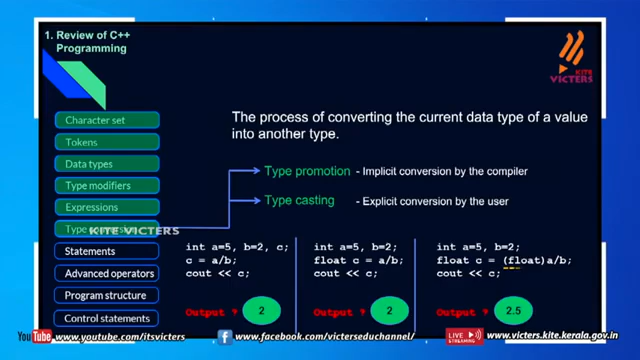 1. Review of C++
Programming
KITE
VICTERS
The process of converting the current data type of a value
into another type.
Character set
Tokens
Data types
Type modifiers
Expressions
Type conversion
KITE VICTERS
Statements
Advanced operators
Program structure
Control statements
Type promotion - Implicit conversion by the compiler
Type casting - Explicit conversion by the user
int a=5, b=2, c;
c = a/b;
cout << c;
Output ? 2
int a=5, b=2;
float c = a/b;
cout << c;
Output ? 2
int a=5, b=2;
float c = (float)a/b;
cout << c;
Output ? 2.5
YouTube www.youtube.com/itsvicters
f www.facebook.com/victerseduchannel/
LIVE STREAMING www.victers.kite.kerala.gov.in